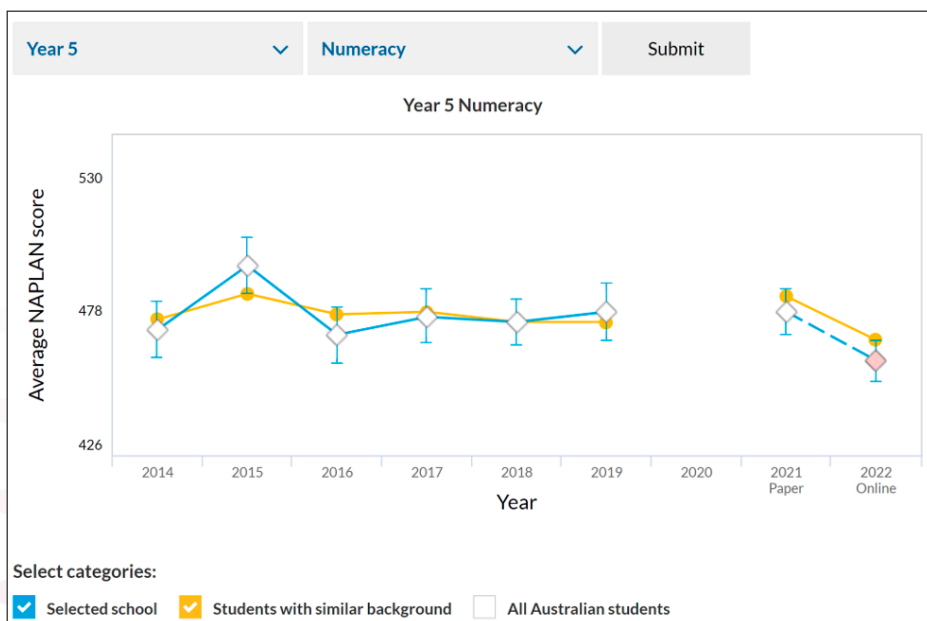 Year 5 Numeracy Submit
Year 5 Numeracy
Average NAPLAN score
530
478
426
2014 2015 2016 2017 2018 2019 2020 2021 2022
Paper Online
Year
Select categories:
Selected school Students with similar background All Australian students